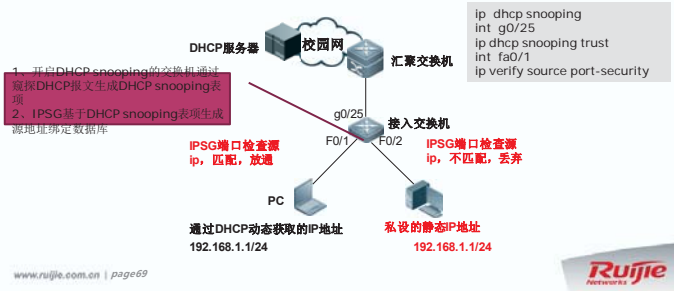 ip dhcp snooping
int g0/25
ip dhcp snooping trust
int fa0/1
ip verify source port-security
DHCP服务器
校园网
汇聚交换机
1、开启DHCP snooping的交换机通过
窥探DHCP报文生成DHCP snooping表
项
2、IPSG基于DHCP snooping表项生成
源地址绑定数据库
g0/25
接入交换机
F0/1
F0/2
IPSG端口检查源
ip，匹配，放通
IPSG端口检查源
ip，不匹配，丢弃
PC
通过DHCP动态获取的IP地址
192.168.1.1/24
私设的静态IP地址
192.168.1.1/24
www.ruijie.com.cn | page69
Ruijie
Networks